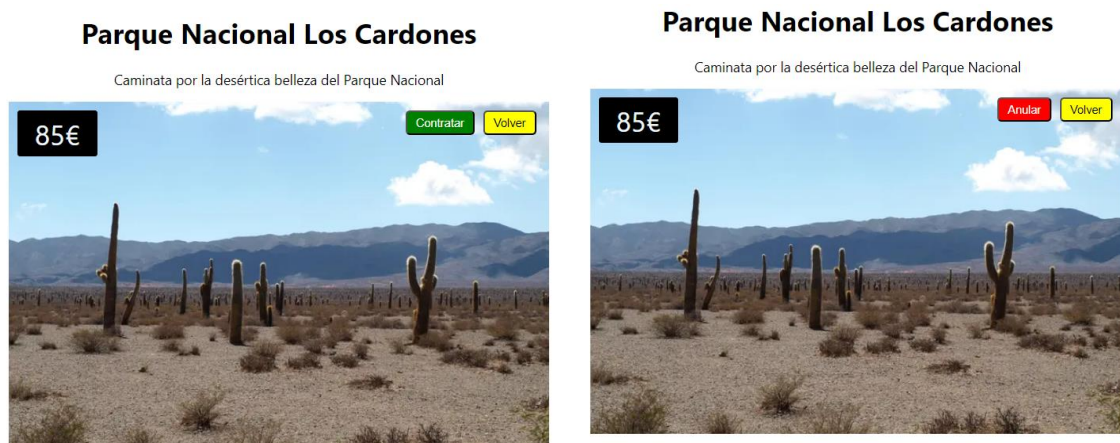 Parque Nacional Los Cardones
Caminata por la desértica belleza del Parque Nacional
85€
Contratar
Volver
Parque Nacional Los Cardones
Caminata por la desértica belleza del Parque Nacional
85€
Anular
Volver